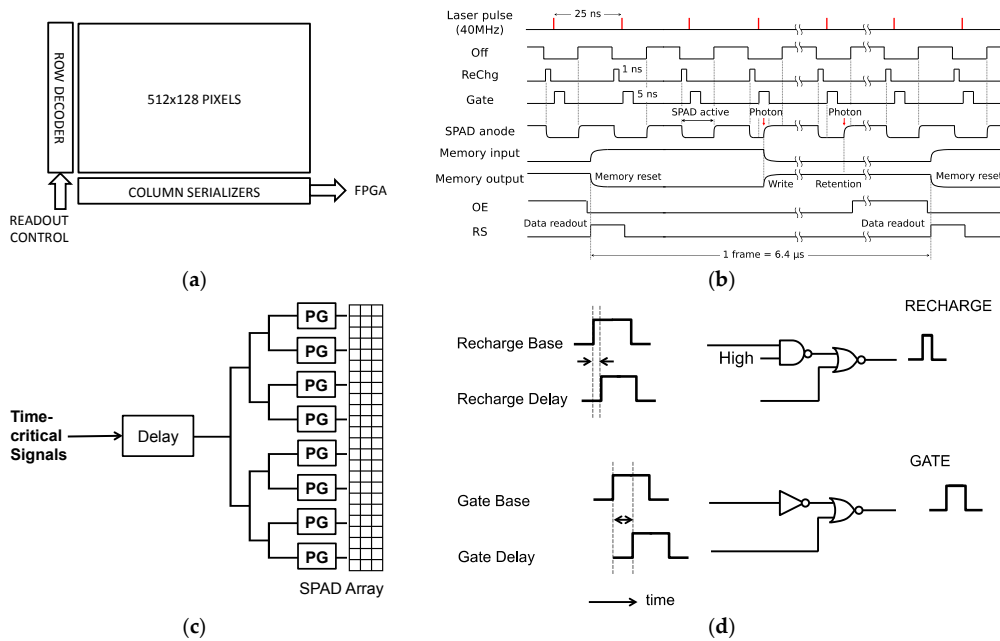 ROW DECODER
512x128 PIXELS
COLUMN SERIALIZERS
FPGA
READOUT
CONTROL
(a)
Laser pulse
(40MHz)
25 ns
Off
ReChg
1 ns
Gate
5 ns
SPAD active
Photon
Photon
SPAD anode
Memory input
Memory output
Memory reset
Write
Retention
Memory reset
OE
Data readout
Data readout
RS
1 frame = 6.4 μs
(b)
Time-
critical
Signals
Delay
PG
PG
PG
PG
PG
PG
PG
PG
SPAD Array
(c)
RECHARGE
Recharge Base
High
Recharge Delay
GATE
Gate Base
Gate Delay
time
(d)